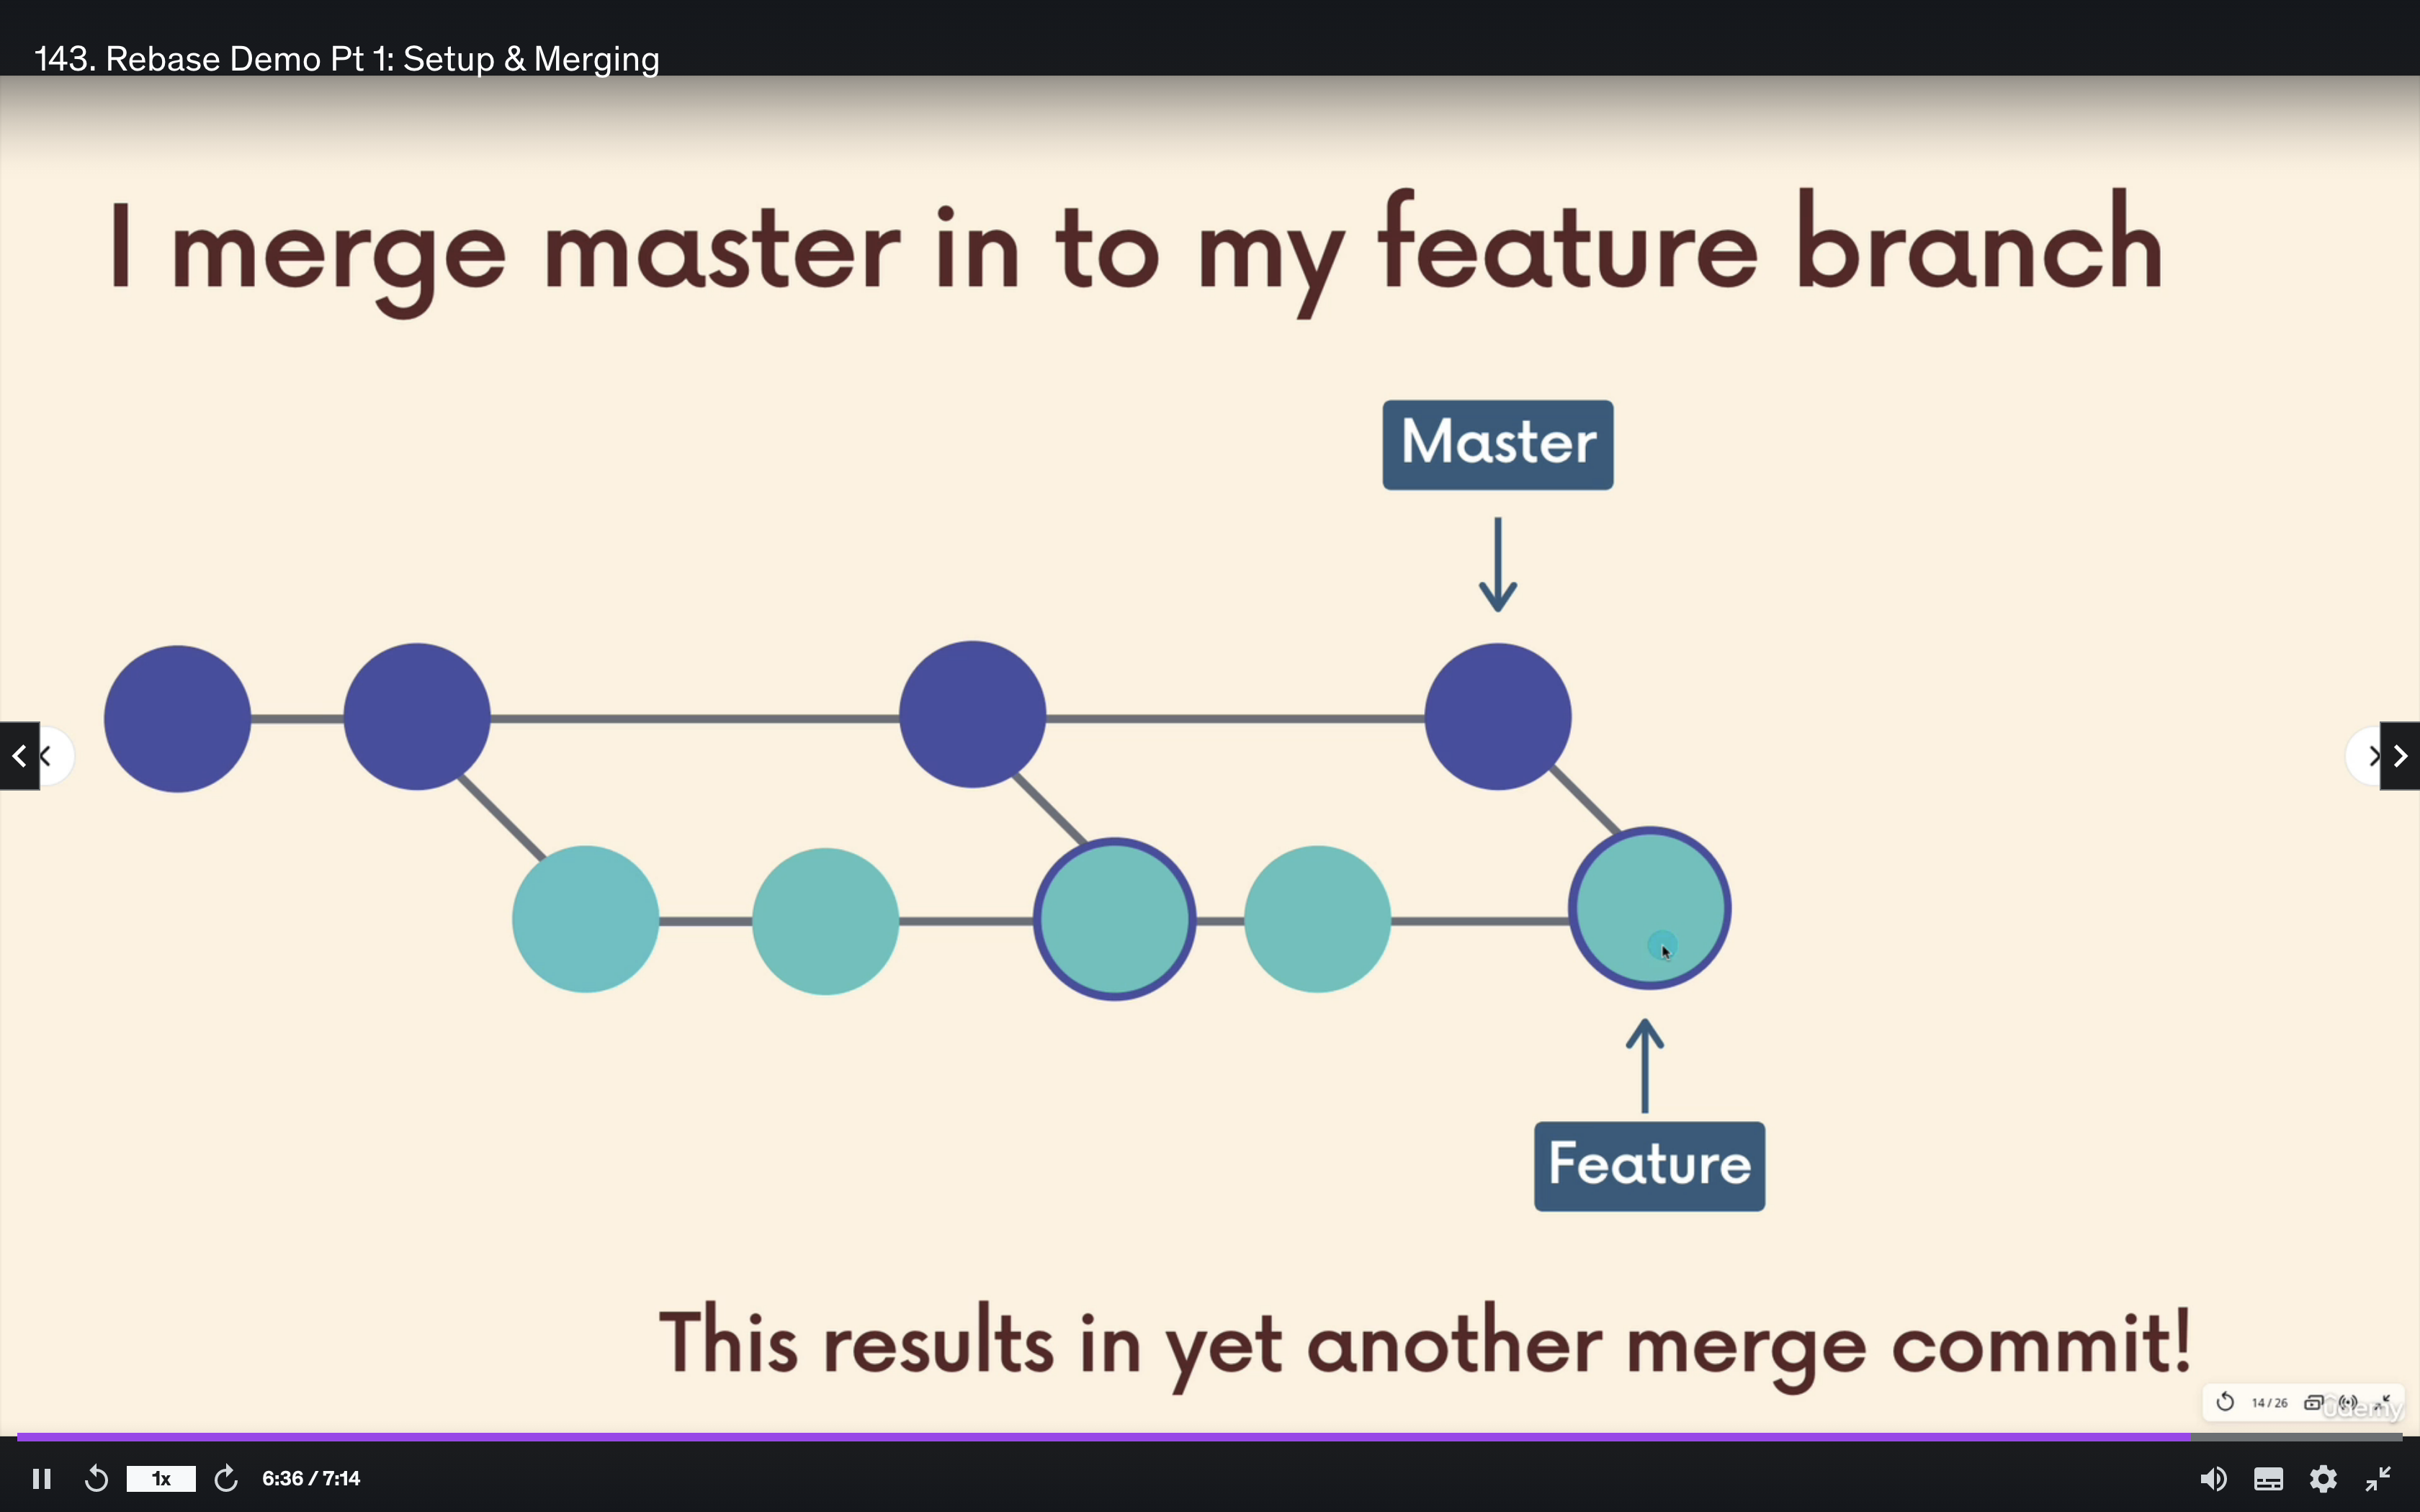 143. Rebase Demo Pt 1: Setup & Merging
I merge master in to my feature branch
Master
Feature
This results in yet another merge commit!
14 / 26
udemy
1x
6:36 / 7:14